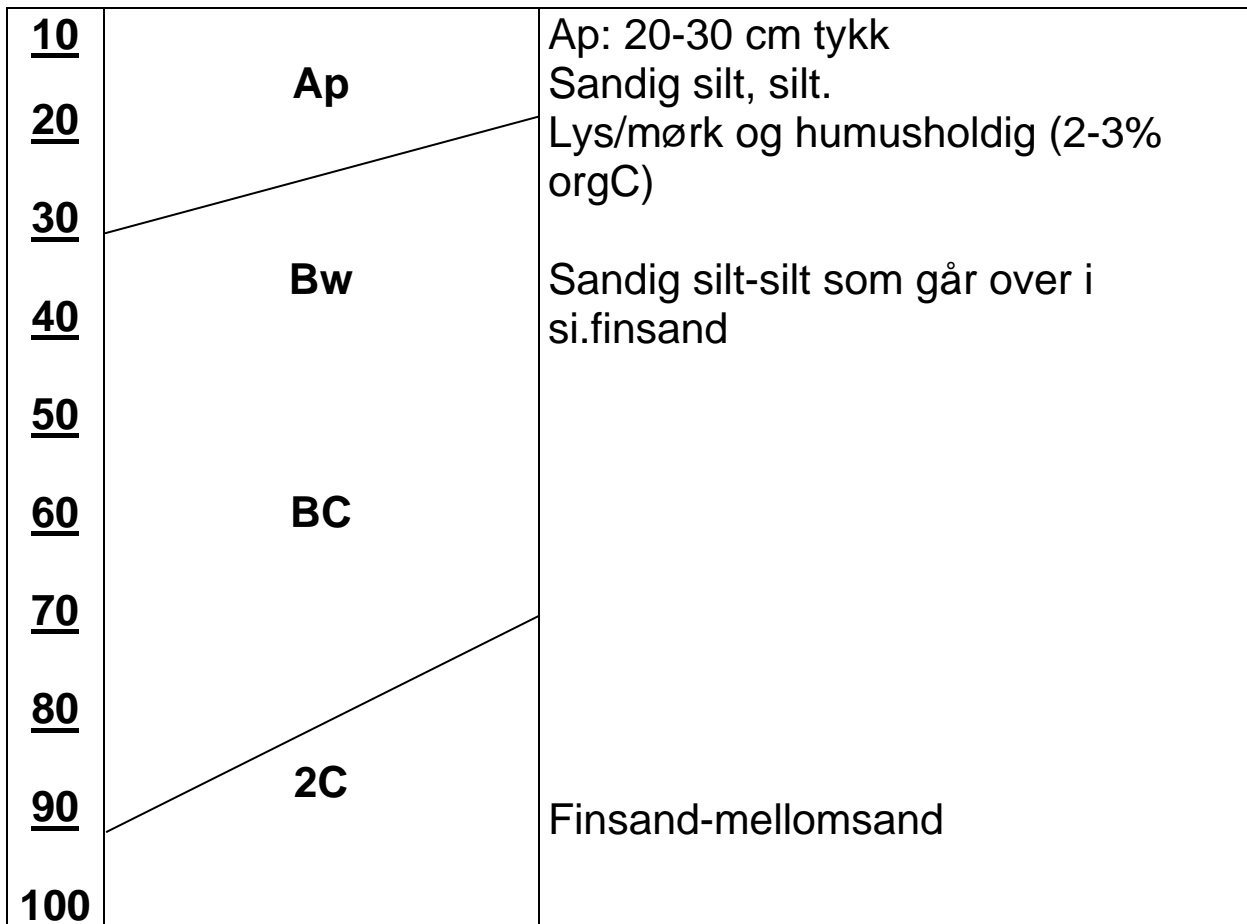 10
Ap
20
30
Bw
40
50
60
BC
70
80
2C
90
100
Ap: 20-30 cm tykk
Sandig silt, silt.
Lys/mørk og humusholdig (2-3%
orgC)
Sandig silt-silt som går over i
si.finsand
Finsand-mellomsand